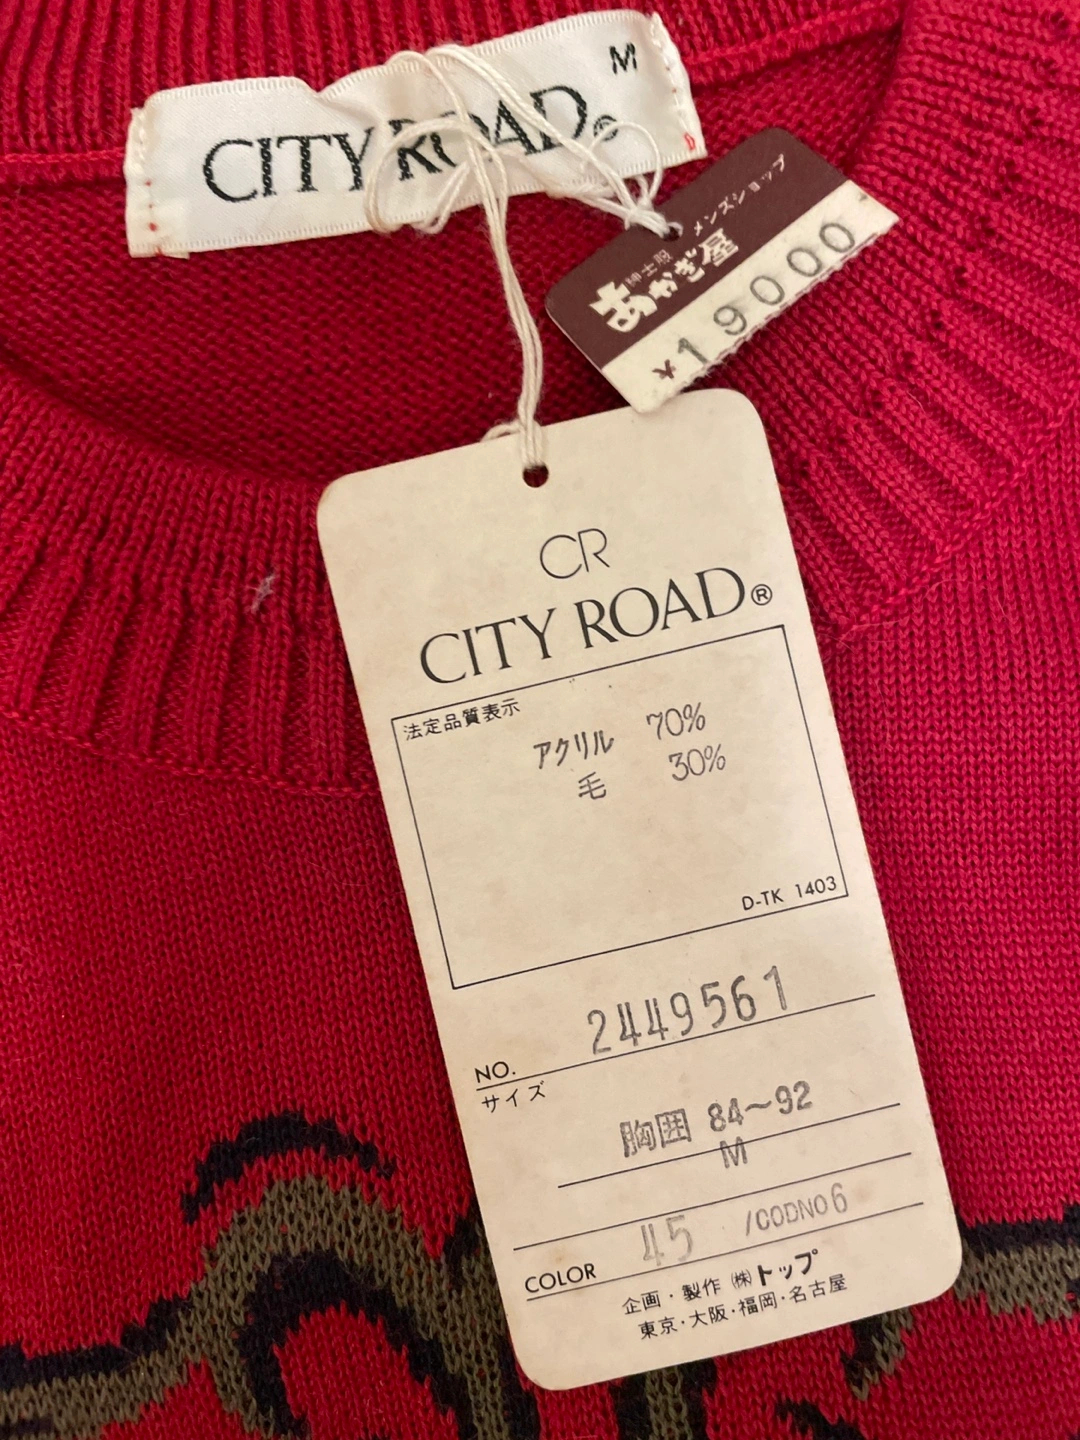 M
CITY ROAD®
メンズショップ
紳士服
あかぎ屋
¥19000
CR
CITY ROAD®
法定品質表示
アクリル 70%
毛 30%
D-TK 1403
NO. 2449561
サイズ
胸囲 84〜92
M
COLOR 45 /CODNO6
企画・製作 ㈱トップ
東京・大阪・福岡・名古屋